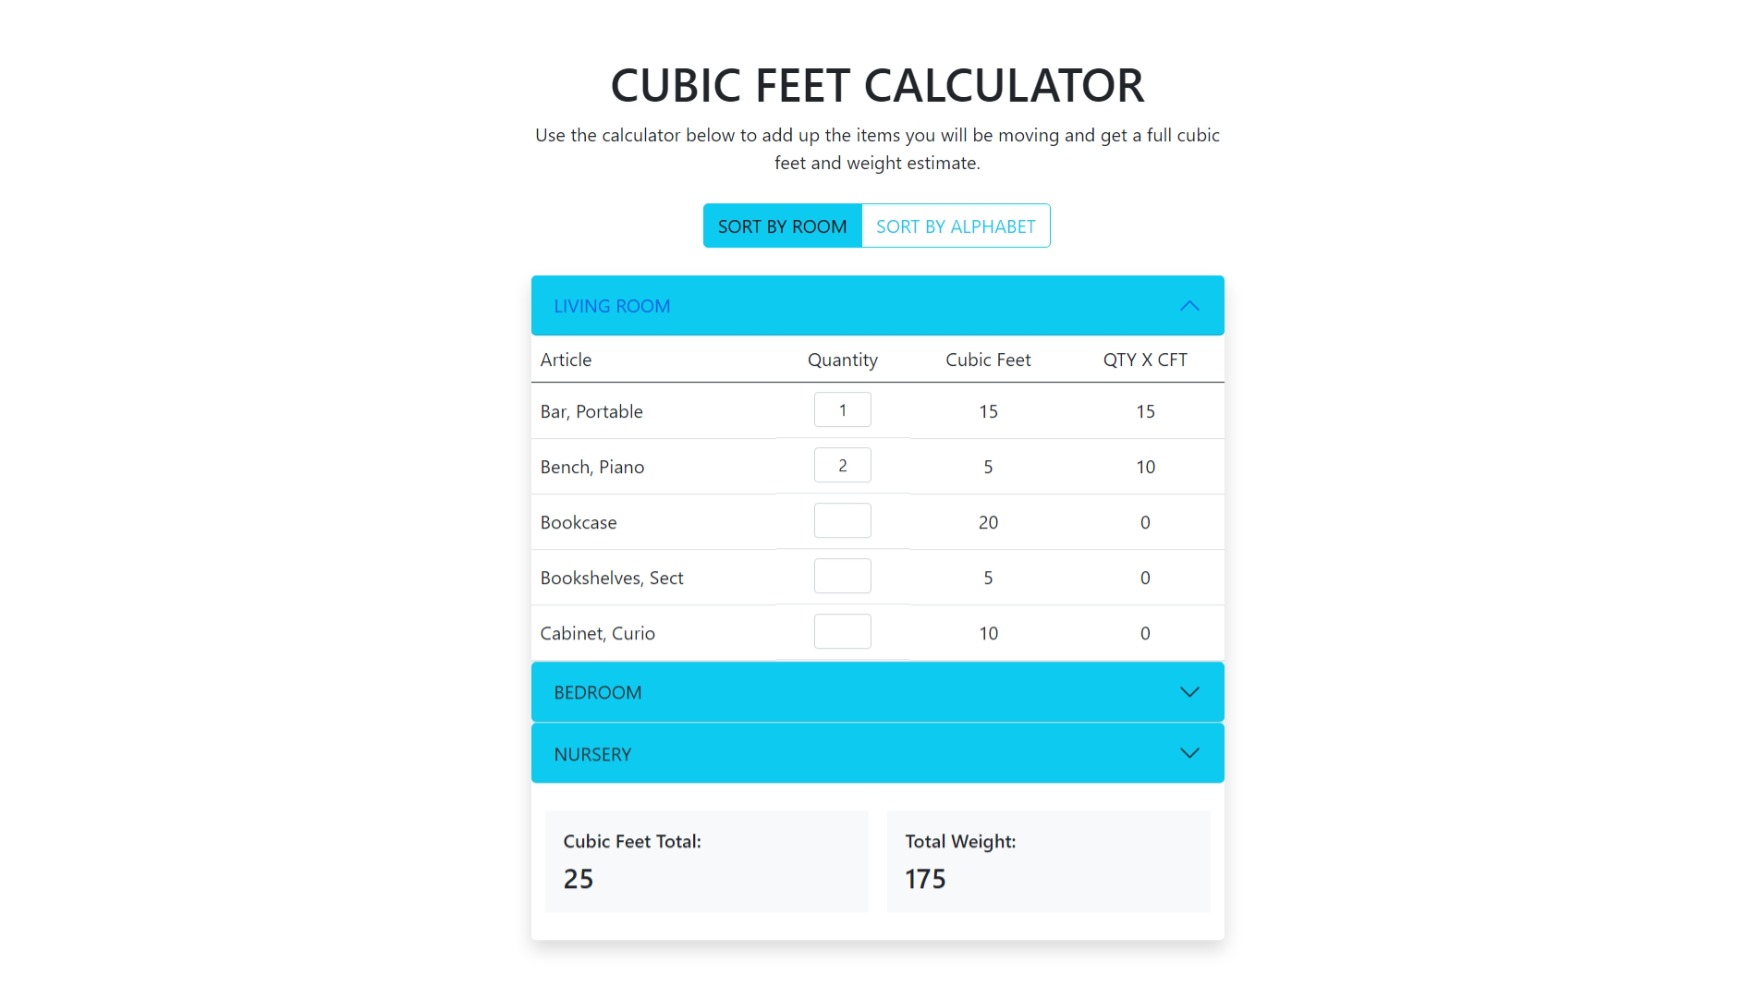 CUBIC FEET CALCULATOR
Use the calculator below to add up the items you will be moving and get a full cubic
feet and weight estimate.
SORT BY ROOM SORT BY ALPHABET
LIVING ROOM
Article Quantity Cubic Feet QTY X CFT
Bar, Portable 1 15 15
Bench, Piano 2 5 10
Bookcase 20 0
Bookshelves, Sect 5 0
Cabinet, Curio 10 0
BEDROOM
NURSERY
Cubic Feet Total: Total Weight:
25 175